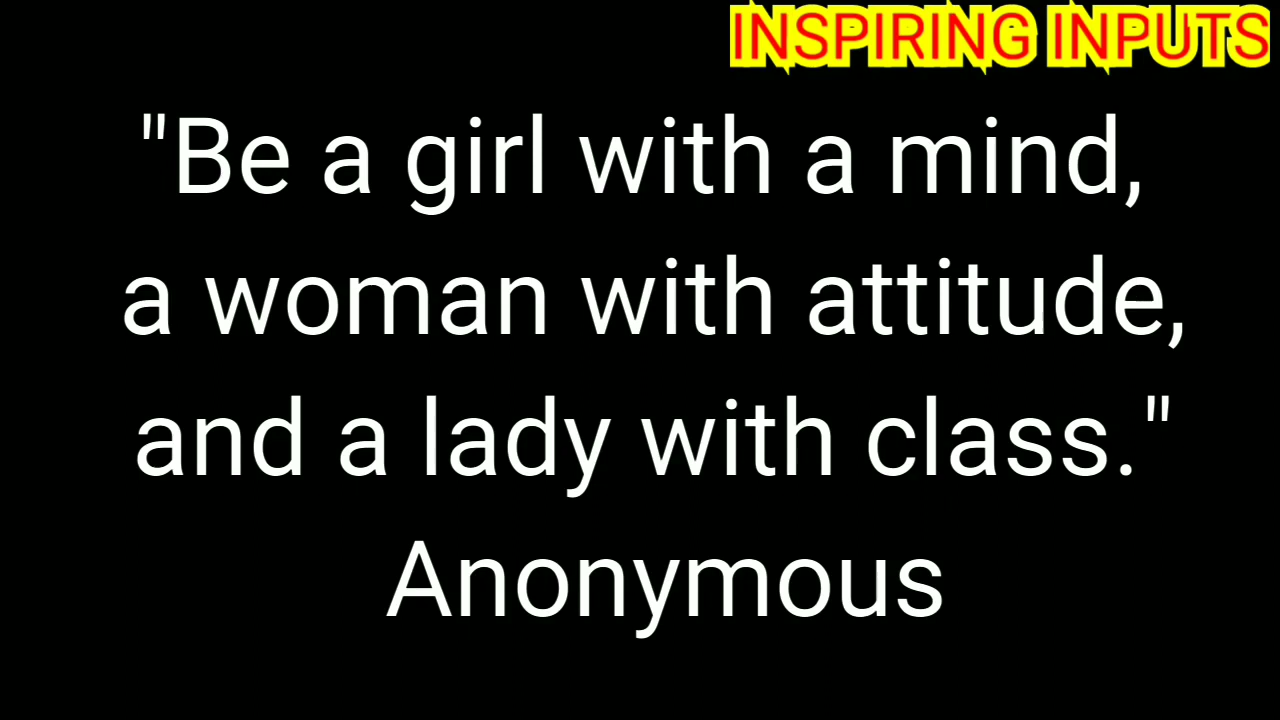 INSPIRING INPUTS
"Be a girl with a mind,
a woman with attitude,
and a lady with class."
Anonymous